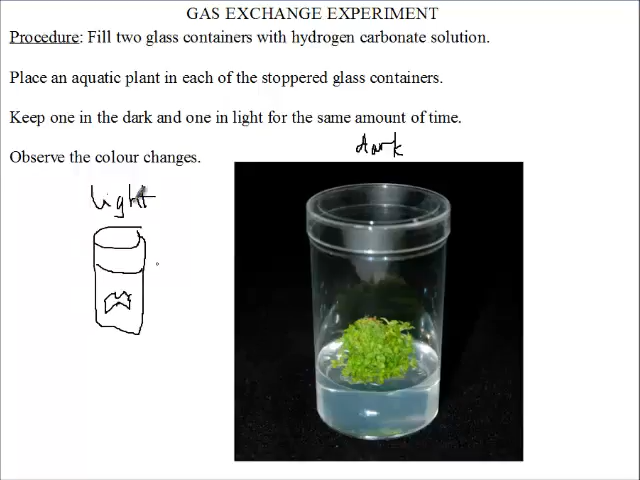 GAS EXCHANGE EXPERIMENT
Procedure: Fill two glass containers with hydrogen carbonate solution.
Place an aquatic plant in each of the stoppered glass containers.
Keep one in the dark and one in light for the same amount of time.
Observe the colour changes.
dark
light